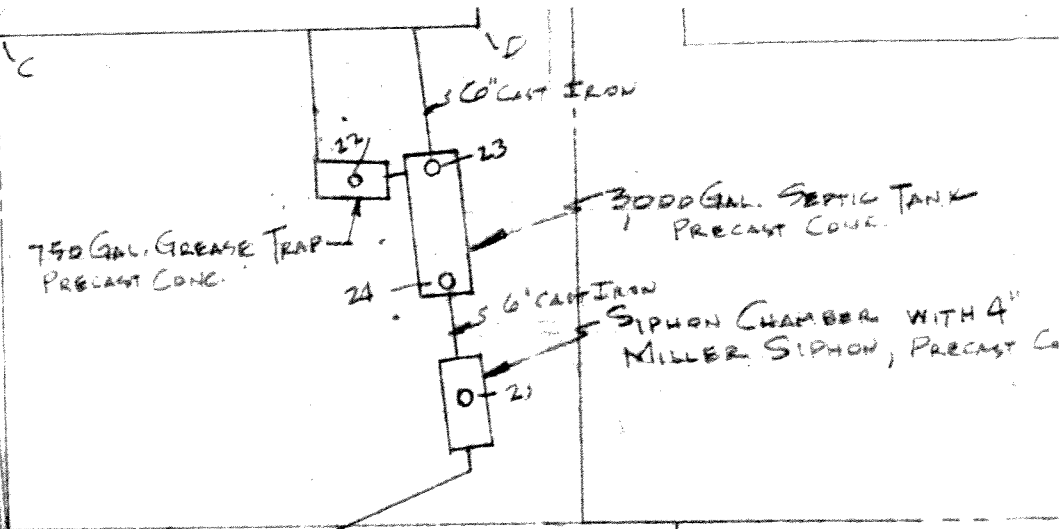 C
D
6" CAST IRON
22
23
3000 GAL. SEPTIC TANK
PRECAST CONC.
750 GAL. GREASE TRAP
PRECAST CONC.
24
6" CAST IRON
SIPHON CHAMBER WITH 4"
MILLER SIPHON, PRECAST CO
21